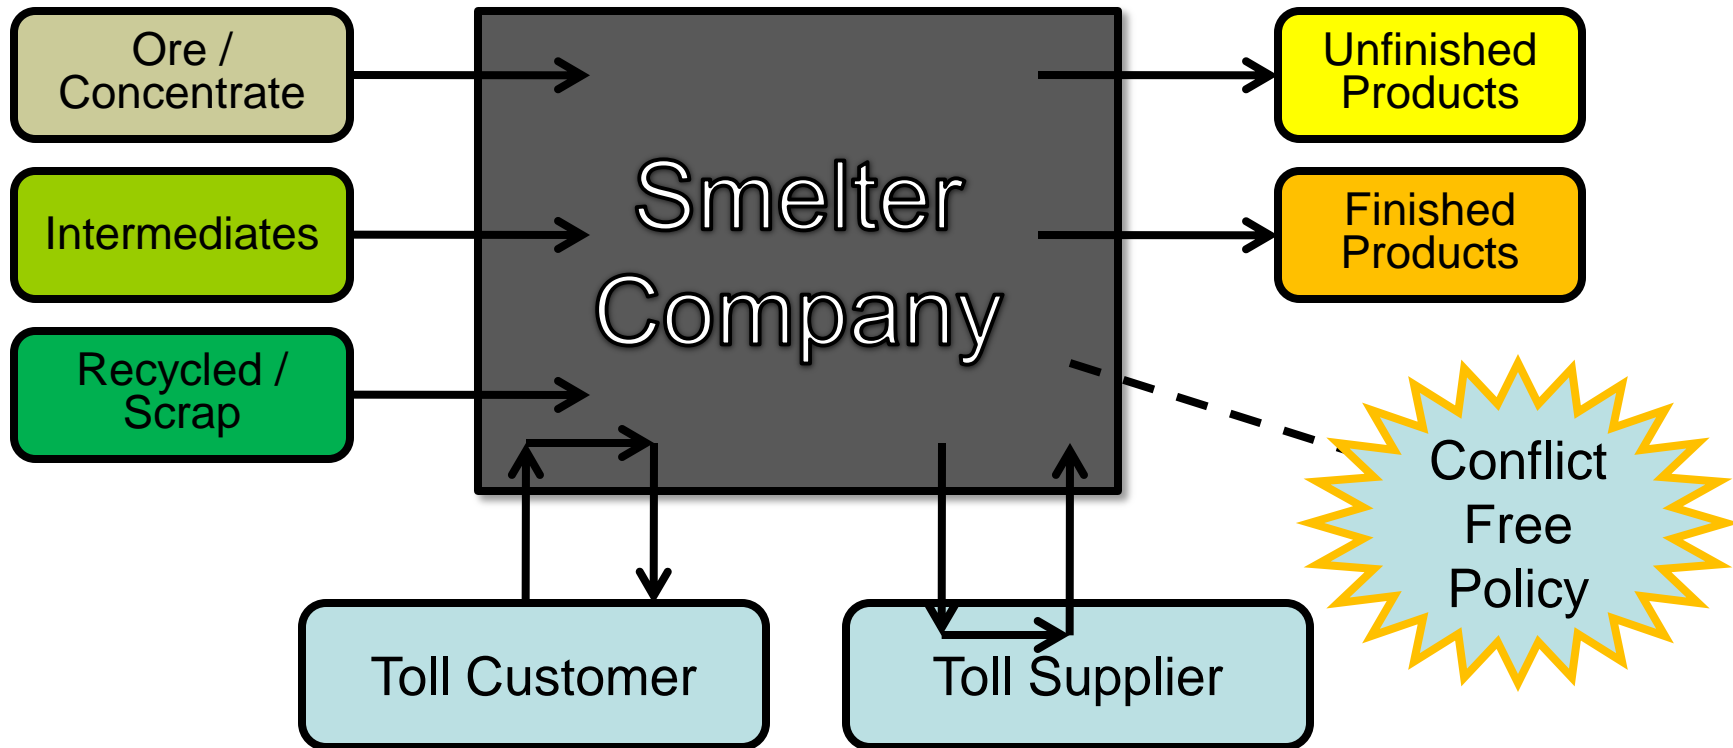 Ore /
Concentrate
Intermediates
Recycled /
Scrap
Smelter
Company
Unfinished
Products
Finished
Products
Conflict
Free
Policy
Toll Customer
Toll Supplier